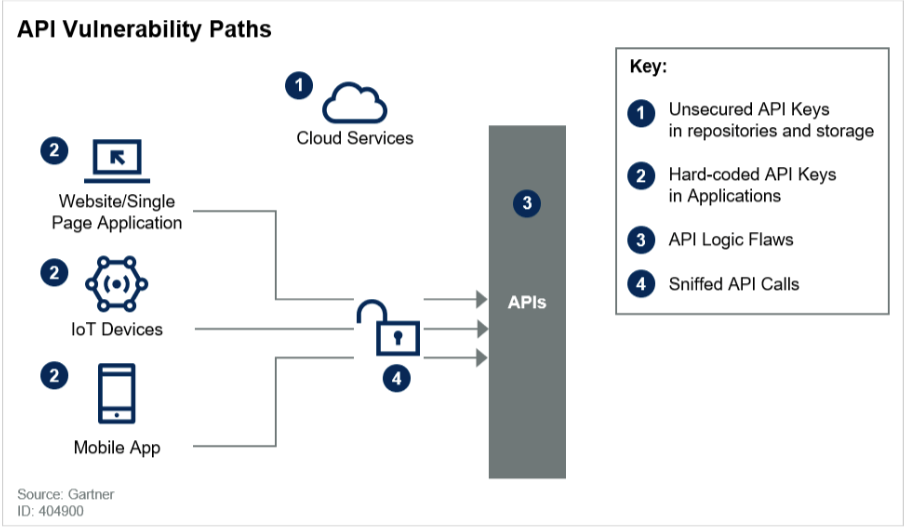 API Vulnerability Paths
1
Cloud Services
2
Website/Single
Page Application
2
IoT Devices
2
Mobile App
4
3
APIs
Key:
1 Unsecured API Keys
in repositories and storage
2 Hard-coded API Keys
in Applications
3 API Logic Flaws
4 Sniffed API Calls
Source: Gartner
ID: 404900